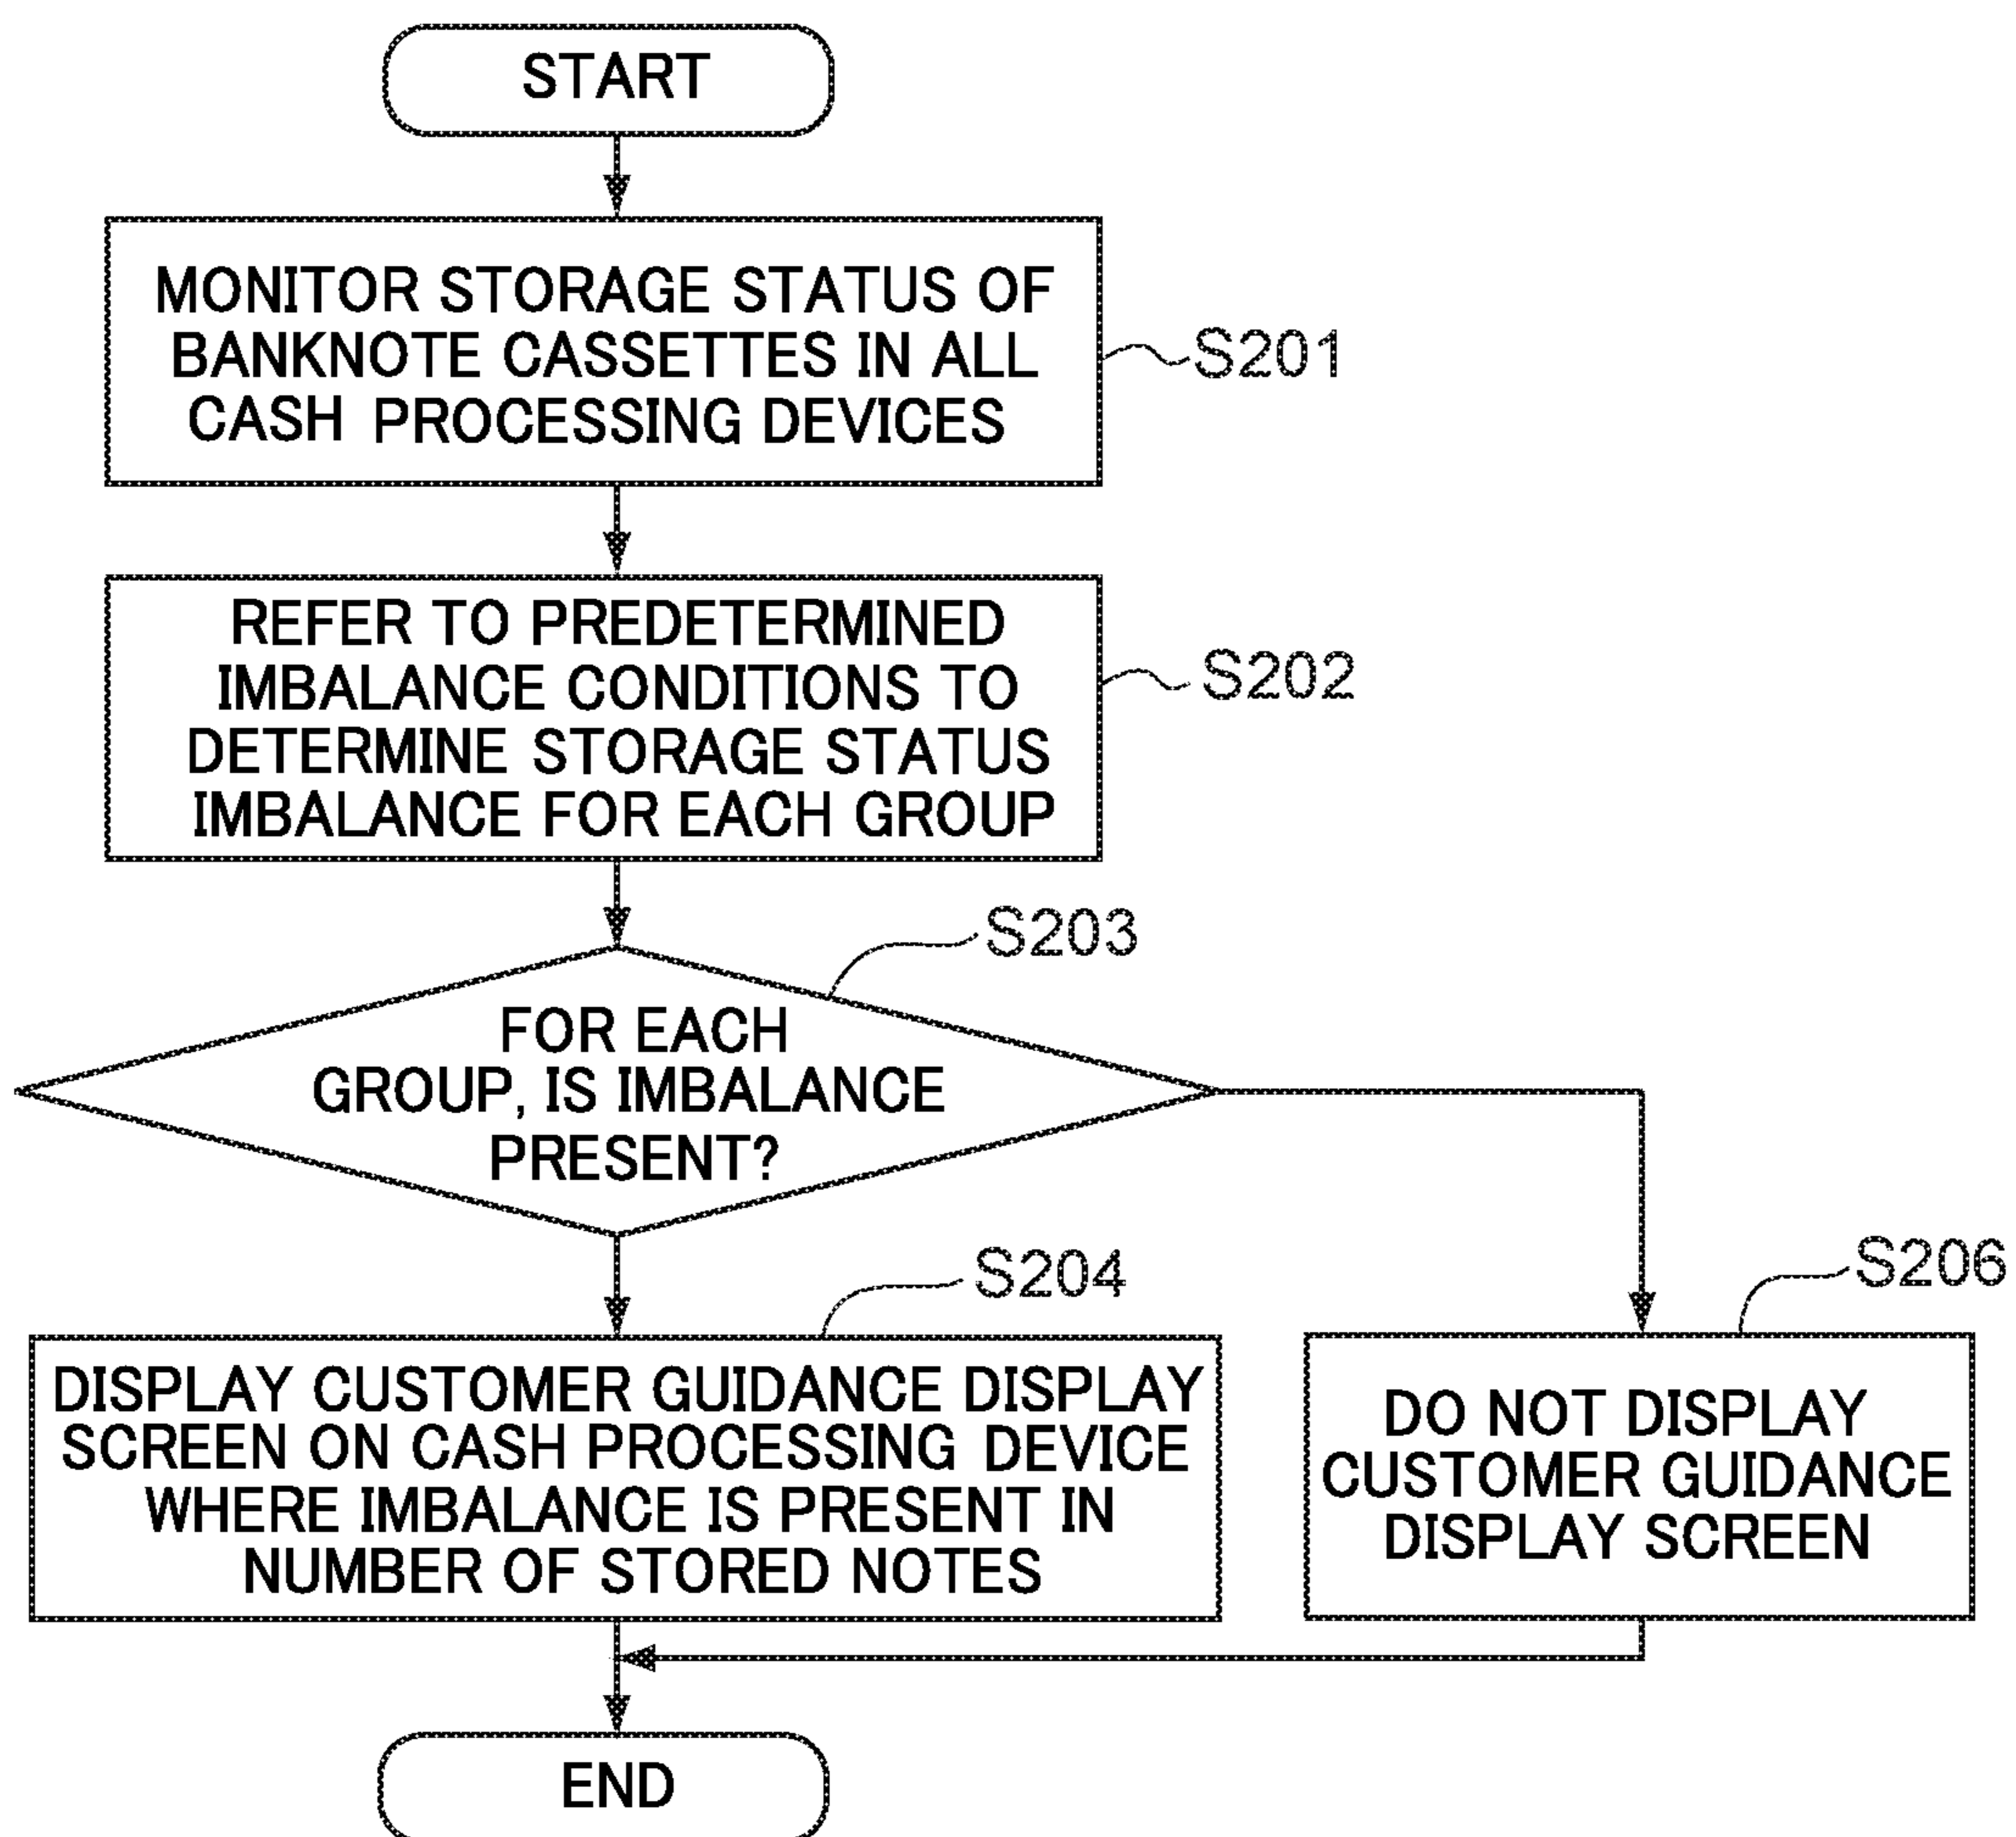 START
MONITOR STORAGE STATUS OF
BANKNOTE CASSETTES IN ALL
CASH PROCESSING DEVICES
S201
REFER TO PREDETERMINED
IMBALANCE CONDITIONS TO
DETERMINE STORAGE STATUS
IMBALANCE FOR EACH GROUP
S202
S203
FOR EACH
GROUP, IS IMBALANCE
PRESENT?
S204
DISPLAY CUSTOMER GUIDANCE DISPLAY
SCREEN ON CASH PROCESSING DEVICE
WHERE IMBALANCE IS PRESENT IN
NUMBER OF STORED NOTES
S206
DO NOT DISPLAY
CUSTOMER GUIDANCE
DISPLAY SCREEN
END